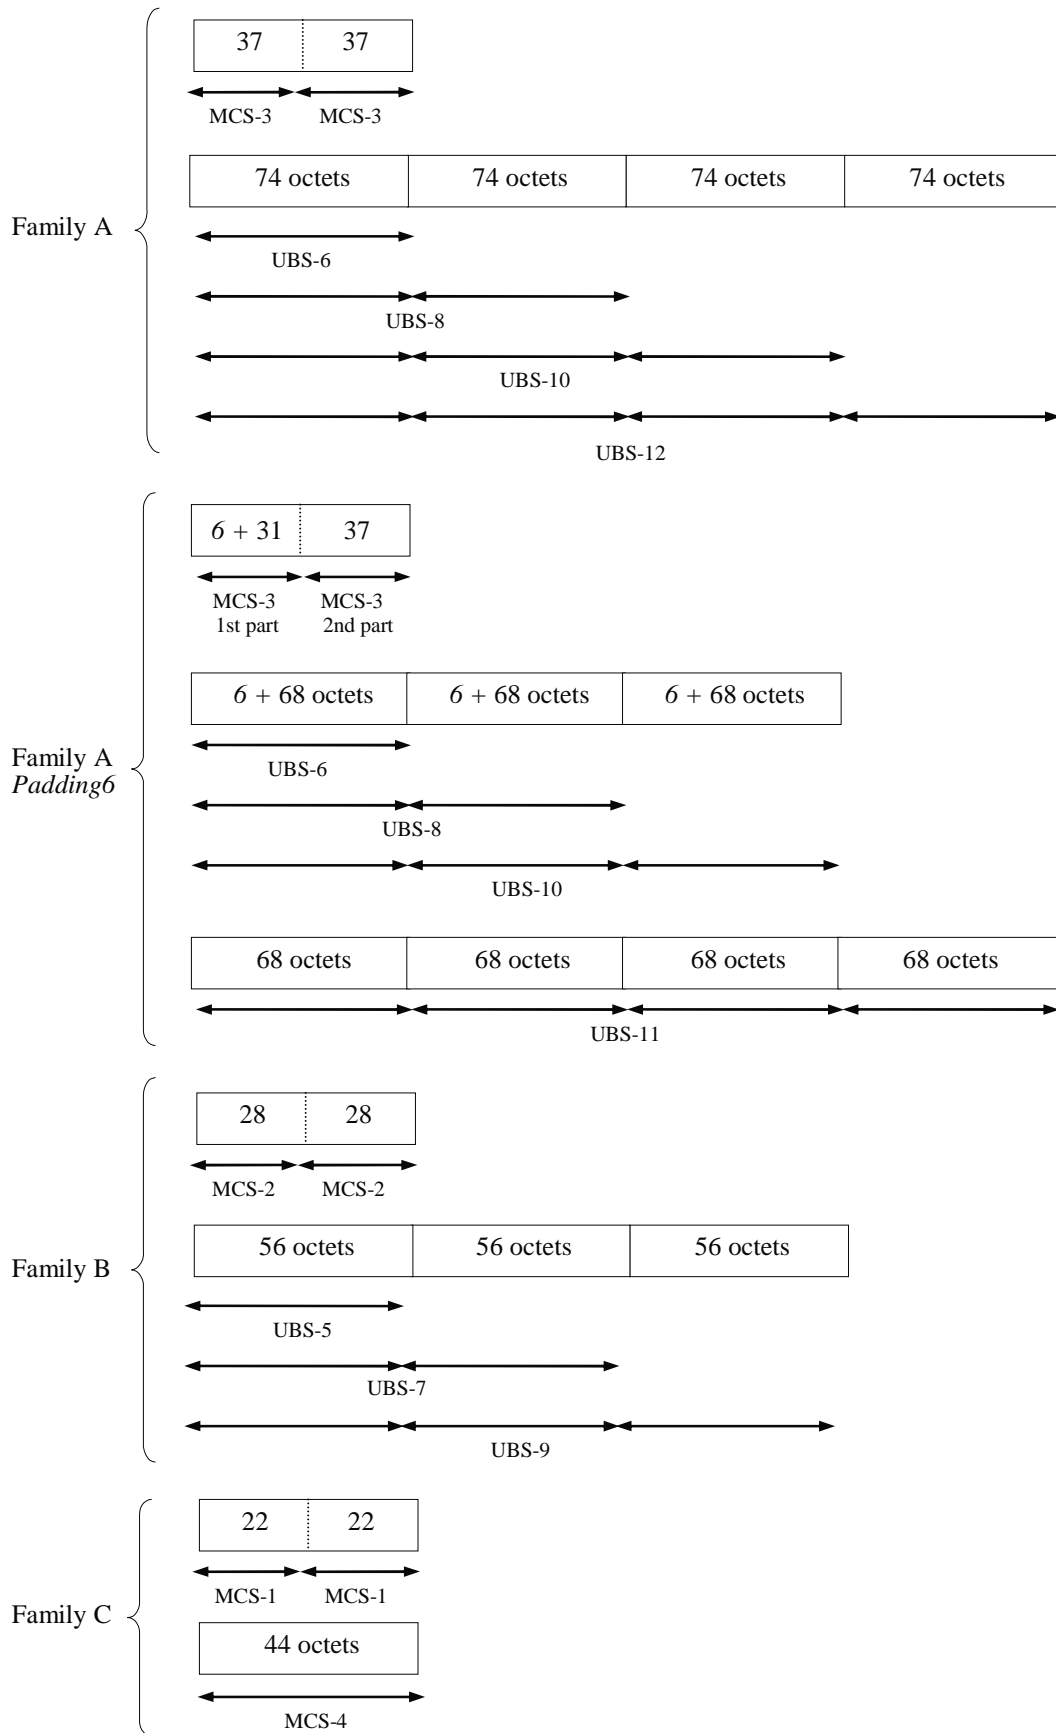 37 37
MCS-3 MCS-3
74 octets 74 octets 74 octets 74 octets
Family A
UBS-6
UBS-8
UBS-10
UBS-12
6 + 31 37
MCS-3 MCS-3
1st part 2nd part
6 + 68 octets 6 + 68 octets 6 + 68 octets
Family A
Padding6
UBS-6
UBS-8
UBS-10
68 octets 68 octets 68 octets 68 octets
UBS-11
28 28
MCS-2 MCS-2
56 octets 56 octets 56 octets
Family B
UBS-5
UBS-7
UBS-9
22 22
MCS-1 MCS-1
Family C
44 octets
MCS-4